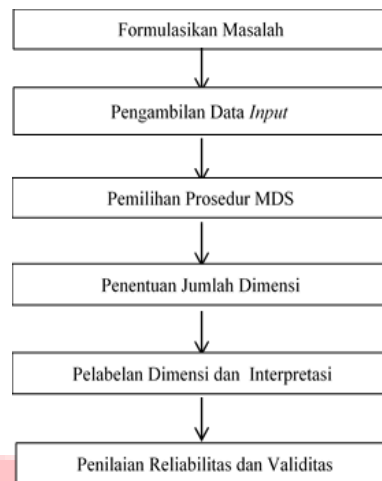 Formulasikan Masalah
Pengambilan Data Input
Pemilihan Prosedur MDS
Penentuan Jumlah Dimensi
Pelabelan Dimensi dan Interpretasi
Penilaian Reliabilitas dan Validitas